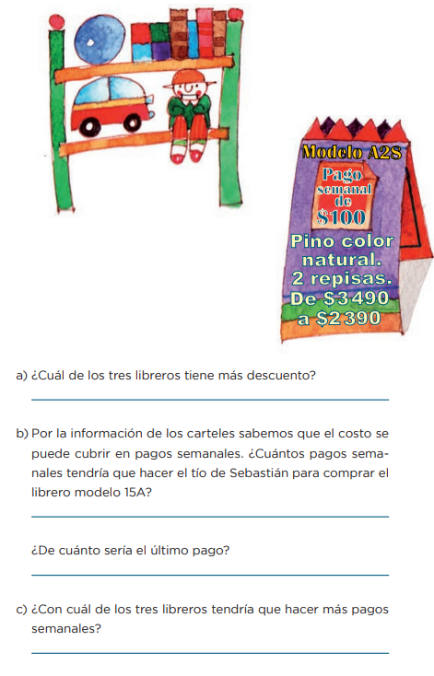 Modelo A28
Pago
semanal
de
$100
Pino color
natural.
2 repisas.
De $3 490
a $2 390
a) ¿Cuál de los tres libreros tiene más descuento?
b) Por la información de los carteles sabemos que el costo se
puede cubrir en pagos semanales. ¿Cuántos pagos sema-
nales tendría que hacer el tío de Sebastián para comprar el
librero modelo 15A?
¿De cuánto sería el último pago?
c) ¿Con cuál de los tres libreros tendría que hacer más pagos
semanales?